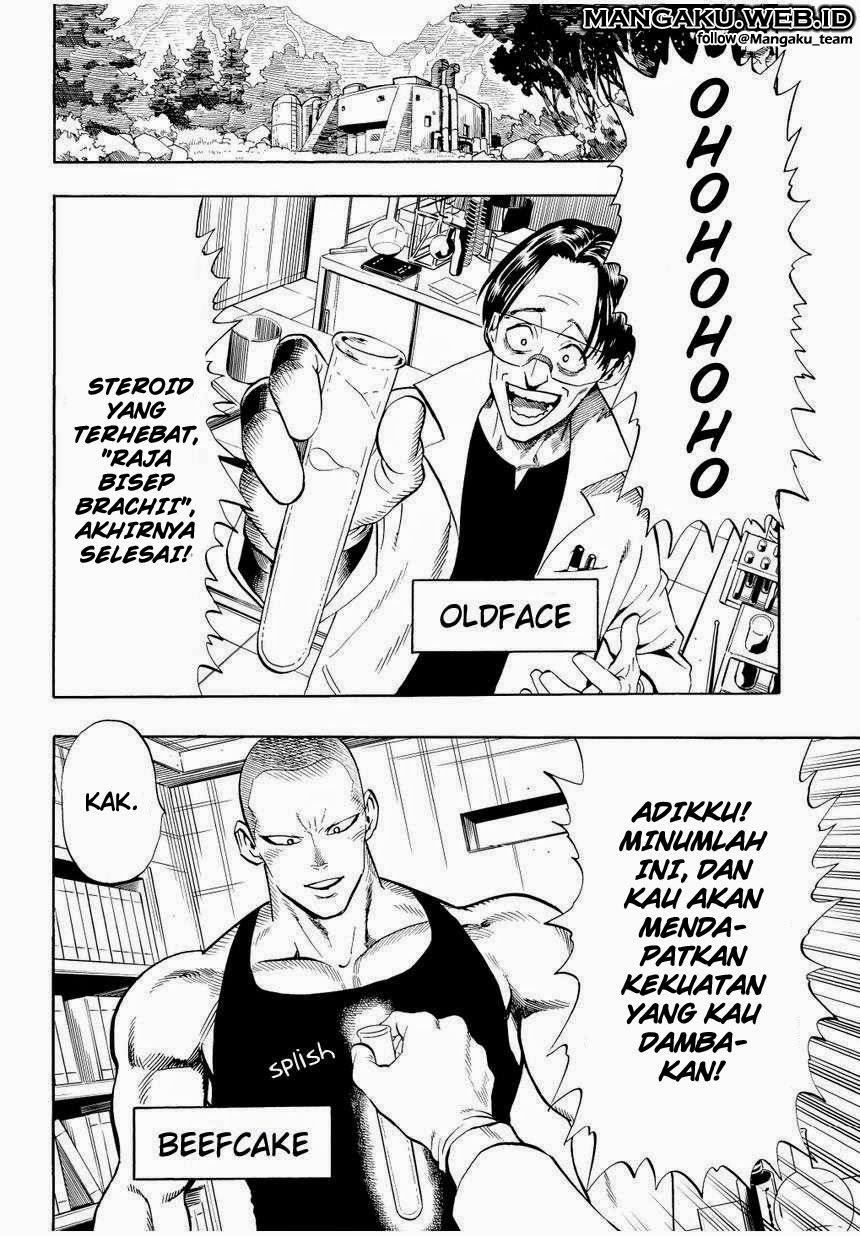 MANGAKU.WEB.ID
follow @Mangaku_team
OHOHOHOHOHO
STEROID
YANG
TERHEBAT,
"RAJA
BISEP
BRACHII",
AKHIRNYA
SELESAI!
OLDFACE
ADIKKU!
MINUMLAH
INI, DAN
KAU AKAN
MENDA-
PATKAN
KEKUATAN
YANG KAU
DAMBA-
KAN!
KAK.
splish
BEEFCAKE